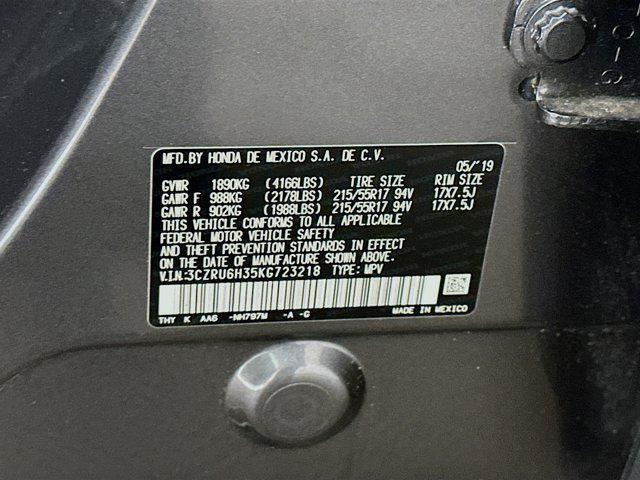 MFD.BY HONDA DE MEXICO S.A. DE C.V.
05/'19
GVWR 1890KG (4166LBS) TIRE SIZE RIM SIZE
GAWR F 988KG (2178LBS) 215/55R17 94V 17X7.5J
GAWR R 902KG (1988LBS) 215/55R17 94V 17X7.5J
THIS VEHICLE CONFORMS TO ALL APPLICABLE
FEDERAL MOTOR VEHICLE SAFETY
AND THEFT PREVENTION STANDARDS IN EFFECT
ON THE DATE OF MANUFACTURE SHOWN ABOVE.
V.I.N:3CZRU6H35KG723218 TYPE: MPV
THY K AA6 -NH797M -A -G MADE IN MEXICO